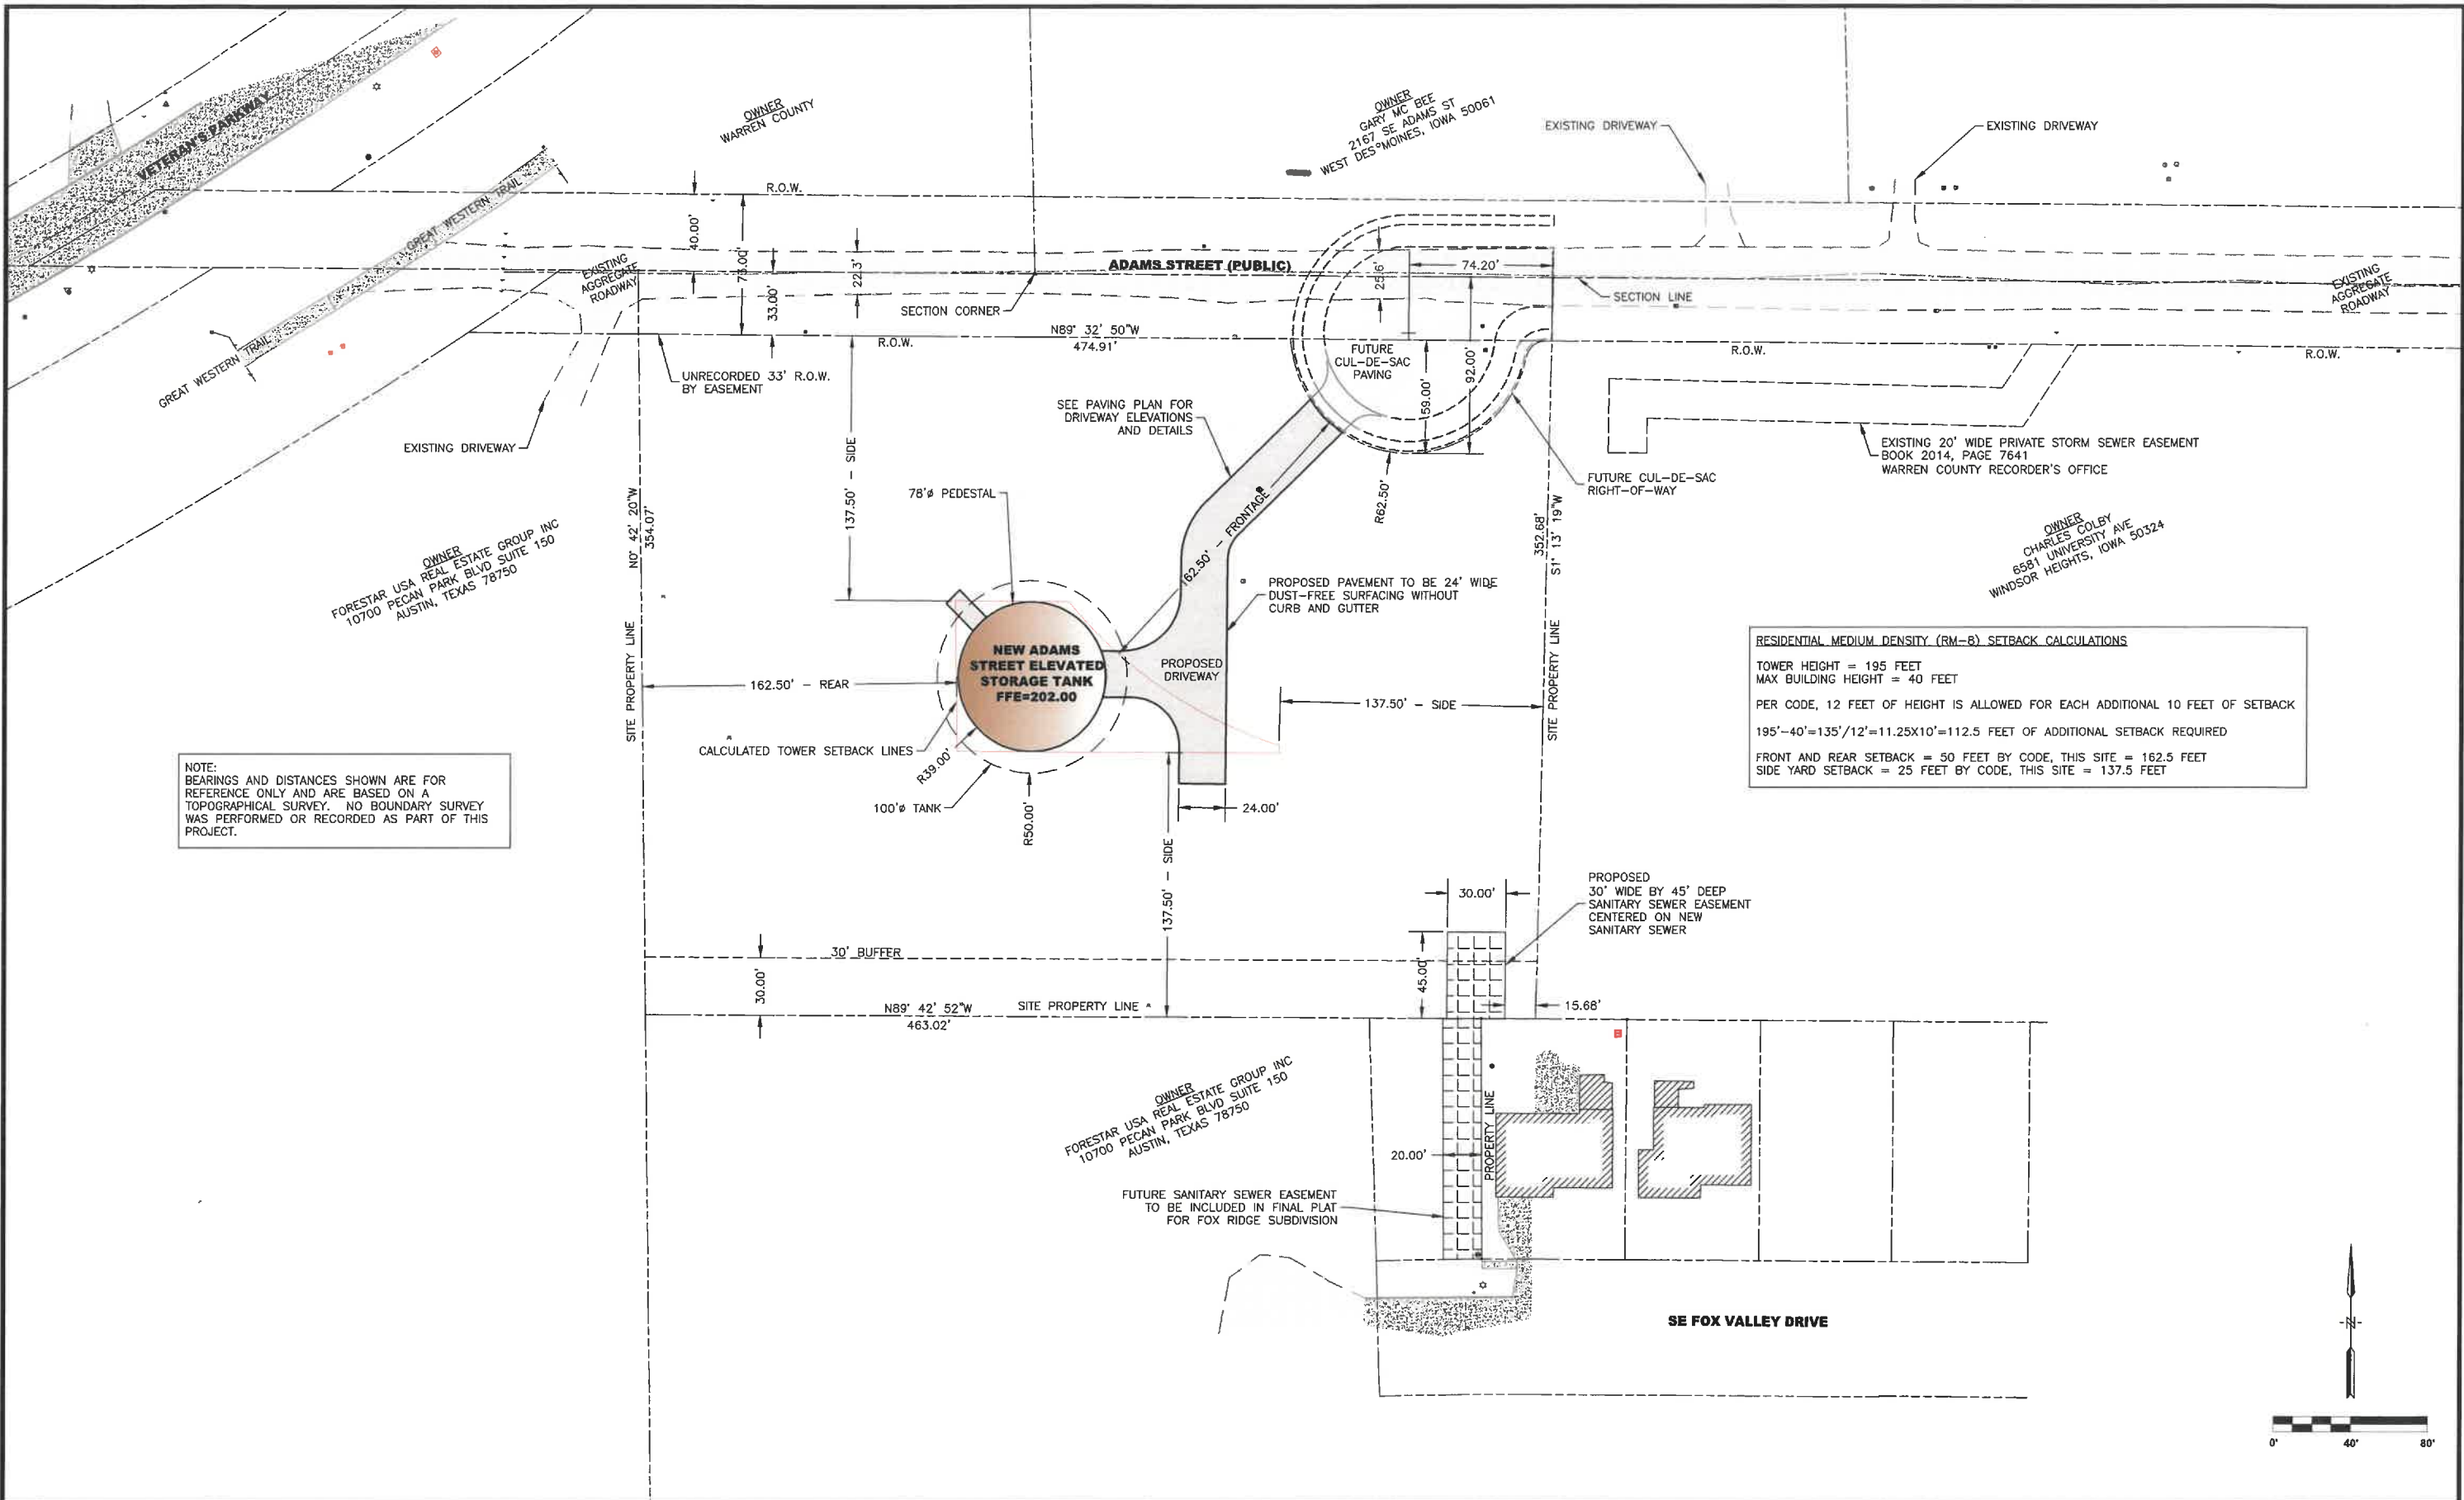 VETERAN'S PARKWAY
GREAT WESTERN TRAIL
GREAT WESTERN TRAIL
OWNER
WARREN COUNTY
OWNER
GARY MC BEE
2167 SE ADAMS ST
WEST DES MOINES, IOWA 50061
EXISTING DRIVEWAY
EXISTING DRIVEWAY
R.O.W.
40.00'
73.00'
33.00'
22.3'
EXISTING
AGGREGATE
ROADWAY
ADAMS STREET (PUBLIC)
25.6'
74.20'
SECTION LINE
EXISTING
AGGREGATE
ROADWAY
SECTION CORNER
N89° 32' 50"W
474.91'
R.O.W.
R.O.W.
R.O.W.
UNRECORDED 33' R.O.W.
BY EASEMENT
FUTURE
CUL-DE-SAC
PAVING
59.00'
92.00'
EXISTING DRIVEWAY
SEE PAVING PLAN FOR
DRIVEWAY ELEVATIONS
AND DETAILS
EXISTING 20' WIDE PRIVATE STORM SEWER EASEMENT
BOOK 2014, PAGE 7641
WARREN COUNTY RECORDER'S OFFICE
FUTURE CUL-DE-SAC
RIGHT-OF-WAY
R62.50'
137.50' - SIDE
78'ø PEDESTAL
162.50' - FRONTAGE
N0° 42' 20"W
354.07'
SITE PROPERTY LINE
352.68'
S1° 13' 19"W
SITE PROPERTY LINE
OWNER
FORESTAR USA REAL ESTATE GROUP INC
10700 PECAN PARK BLVD SUITE 150
AUSTIN, TEXAS 78750
OWNER
CHARLES COLBY
6581 UNIVERSITY AVE
WINDSOR HEIGHTS, IOWA 50324
PROPOSED PAVEMENT TO BE 24' WIDE
DUST-FREE SURFACING WITHOUT
CURB AND GUTTER
NEW ADAMS
STREET ELEVATED
STORAGE TANK
FFE=202.00
PROPOSED
DRIVEWAY
162.50' - REAR
137.50' - SIDE
CALCULATED TOWER SETBACK LINES
R39.00'
100'ø TANK
R50.00'
24.00'
RESIDENTIAL MEDIUM DENSITY (RM-8) SETBACK CALCULATIONS
TOWER HEIGHT = 195 FEET
MAX BUILDING HEIGHT = 40 FEET
PER CODE, 12 FEET OF HEIGHT IS ALLOWED FOR EACH ADDITIONAL 10 FEET OF SETBACK
195'-40'=135'/12'=11.25X10'=112.5 FEET OF ADDITIONAL SETBACK REQUIRED
FRONT AND REAR SETBACK = 50 FEET BY CODE, THIS SITE = 162.5 FEET
SIDE YARD SETBACK = 25 FEET BY CODE, THIS SITE = 137.5 FEET
NOTE:
BEARINGS AND DISTANCES SHOWN ARE FOR
REFERENCE ONLY AND ARE BASED ON A
TOPOGRAPHICAL SURVEY. NO BOUNDARY SURVEY
WAS PERFORMED OR RECORDED AS PART OF THIS
PROJECT.
137.50' - SIDE
30.00'
PROPOSED
30' WIDE BY 45' DEEP
SANITARY SEWER EASEMENT
CENTERED ON NEW
SANITARY SEWER
30' BUFFER
30.00'
45.00'
15.68'
N89° 42' 52"W
463.02'
SITE PROPERTY LINE
OWNER
FORESTAR USA REAL ESTATE GROUP INC
10700 PECAN PARK BLVD SUITE 150
AUSTIN, TEXAS 78750
20.00'
PROPERTY LINE
FUTURE SANITARY SEWER EASEMENT
TO BE INCLUDED IN FINAL PLAT
FOR FOX RIDGE SUBDIVISION
SE FOX VALLEY DRIVE
N
0'
40'
80'